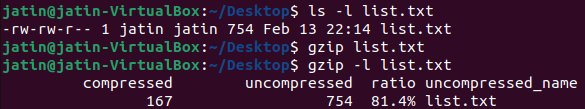 jatin@jatin-VirtualBox:~/Desktop$ ls -l list.txt
-rw-rw-r-- 1 jatin jatin 754 Feb 13 22:14 list.txt
jatin@jatin-VirtualBox:~/Desktop$ gzip list.txt
jatin@jatin-VirtualBox:~/Desktop$ gzip -l list.txt
compressed uncompressed ratio uncompressed_name
167 754 81.4% list.txt